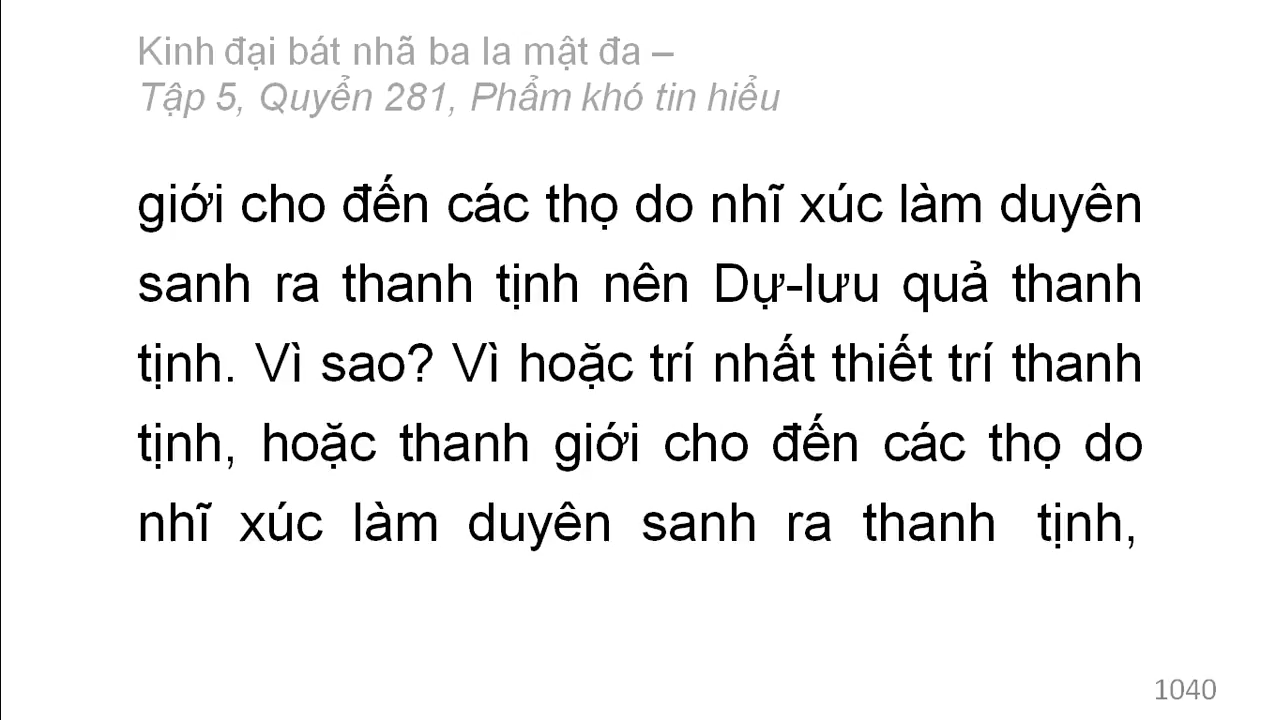 Kinh đại bát nhã ba la mật đa –
Tập 5, Quyển 281, Phẩm khó tin hiểu
giới cho đến các thọ do nhĩ xúc làm duyên
sanh ra thanh tịnh nên Dự-lưu quả thanh
tịnh. Vì sao? Vì hoặc trí nhất thiết trí thanh
tịnh, hoặc thanh giới cho đến các thọ do
nhĩ xúc làm duyên sanh ra thanh tịnh,
1040